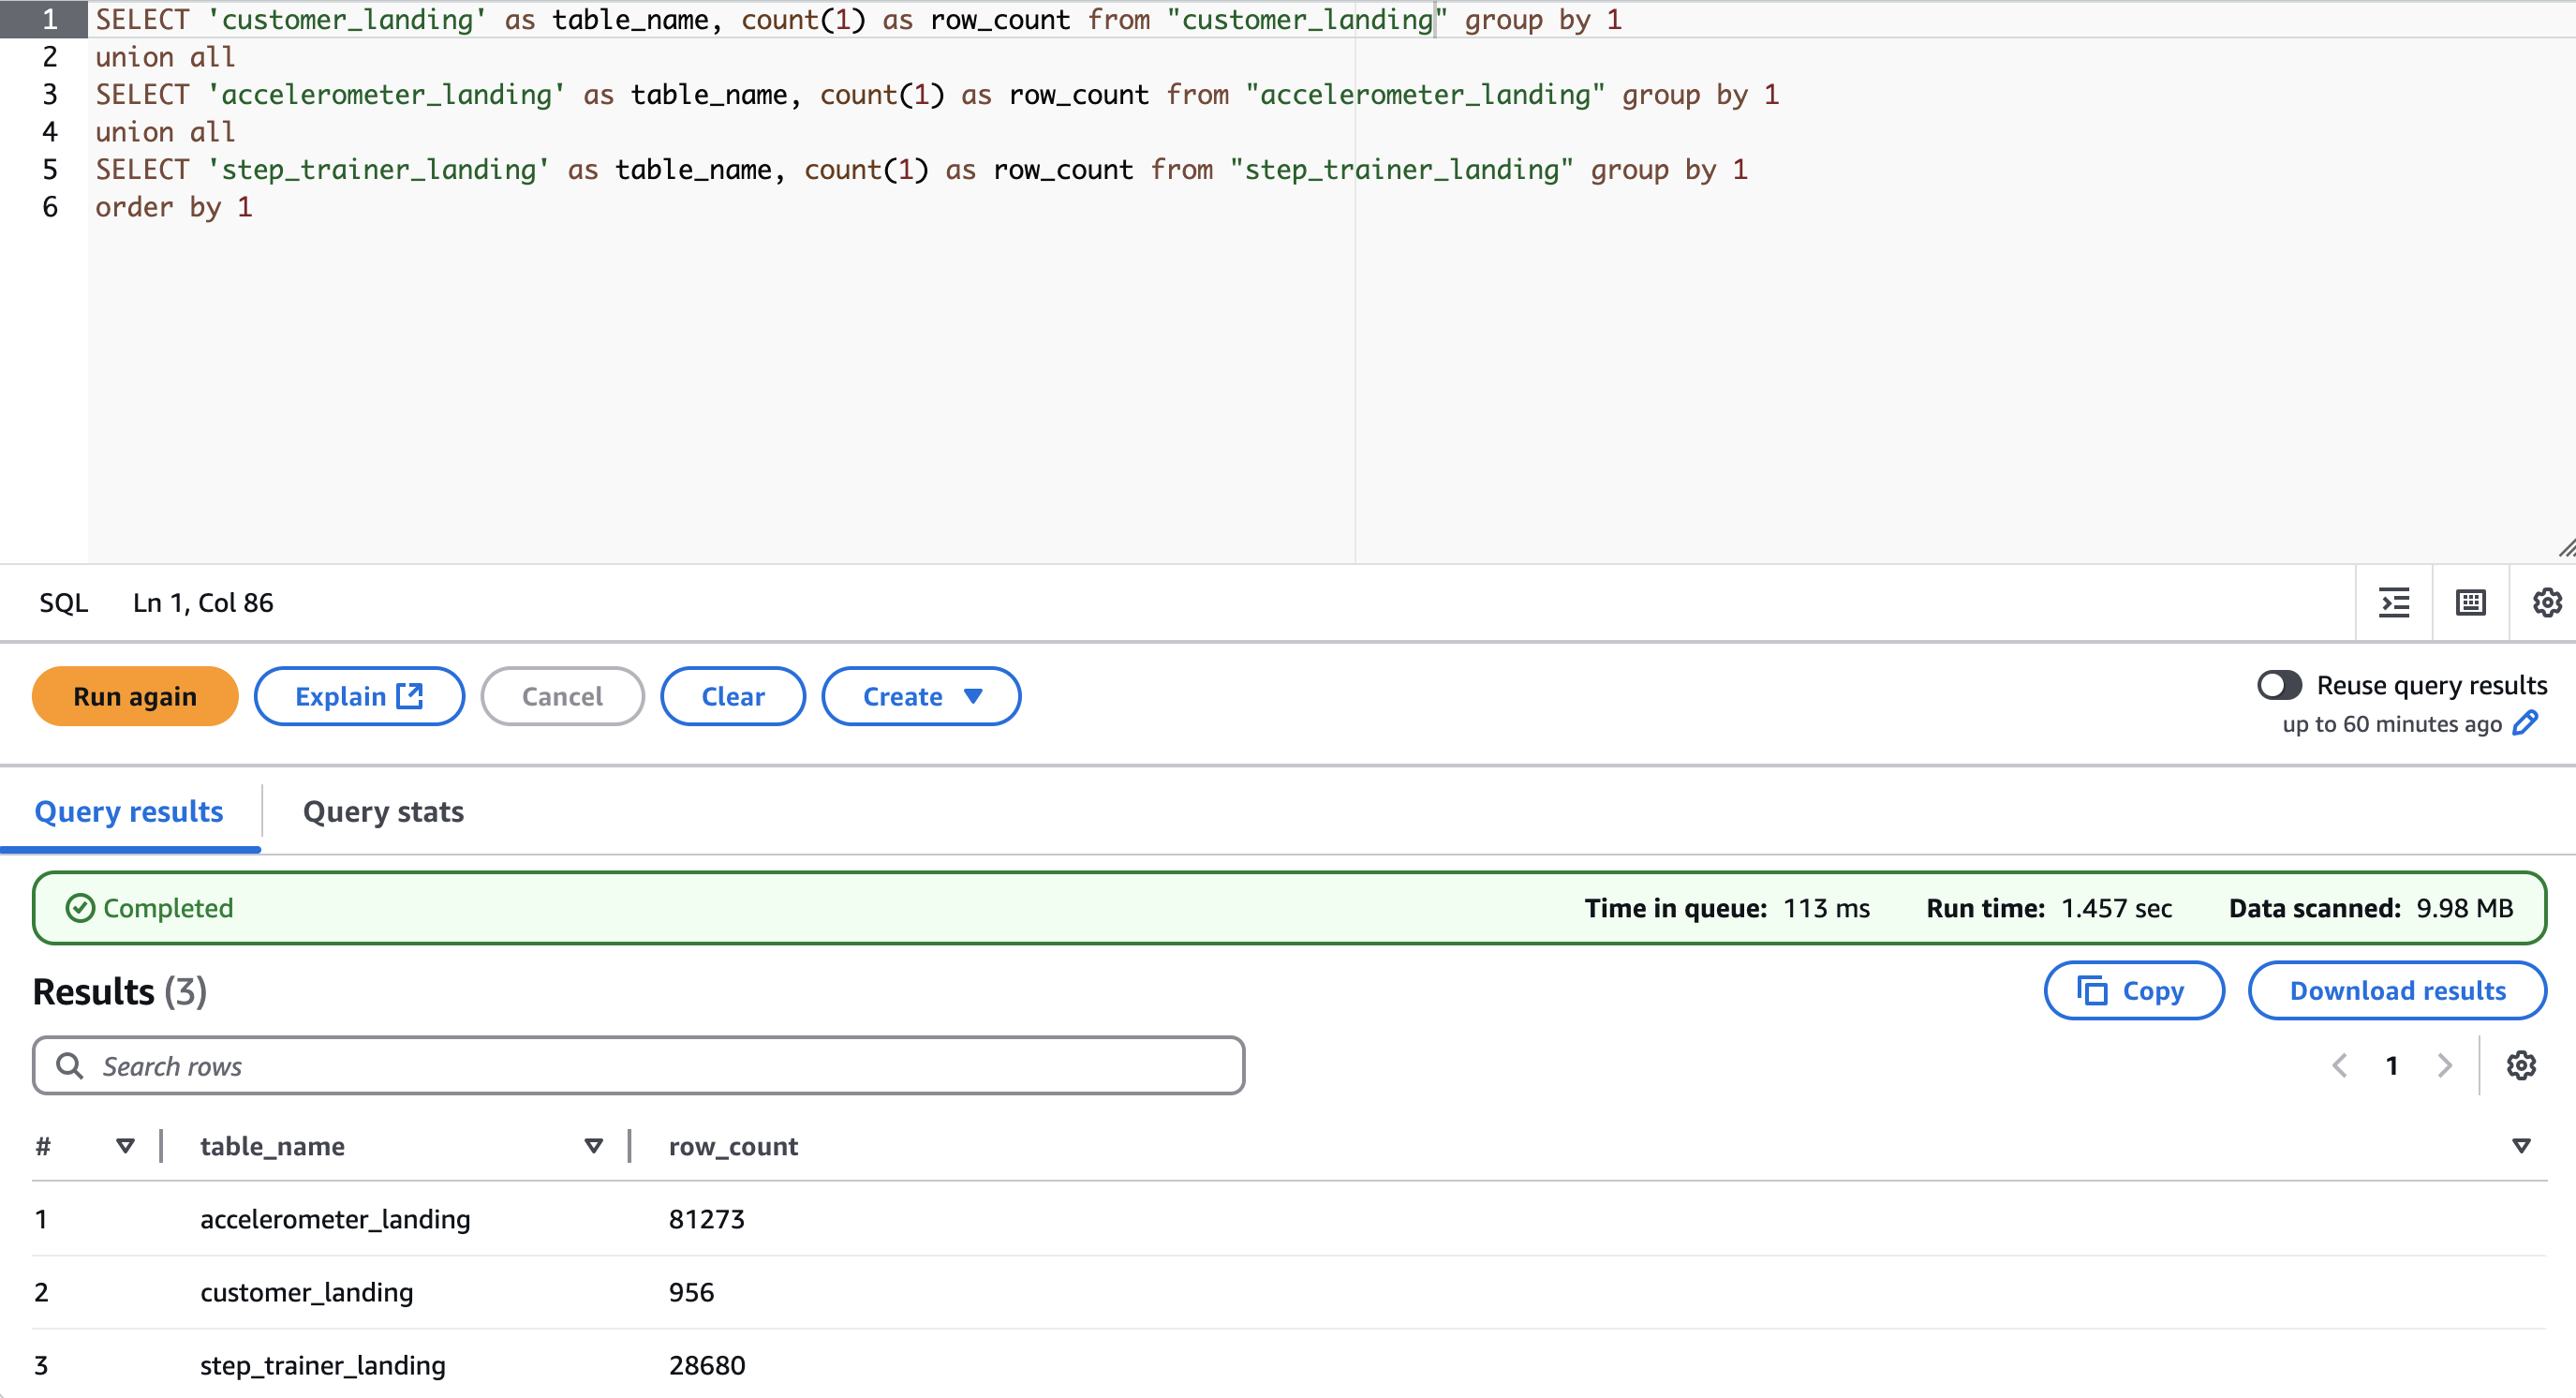 1 SELECT 'customer_landing' as table_name, count(1) as row_count from "customer_landing" group by 1
2 union all
3 SELECT 'accelerometer_landing' as table_name, count(1) as row_count from "accelerometer_landing" group by 1
4 union all
5 SELECT 'step_trainer_landing' as table_name, count(1) as row_count from "step_trainer_landing" group by 1
6 order by 1
SQL Ln 1, Col 86
Run again Explain Cancel Clear Create Reuse query results
up to 60 minutes ago
Query results Query stats
Completed Time in queue: 113 ms Run time: 1.457 sec Data scanned: 9.98 MB
Results (3) Copy Download results
Search rows 1
# table_name row_count
1 accelerometer_landing 81273
2 customer_landing 956
3 step_trainer_landing 28680